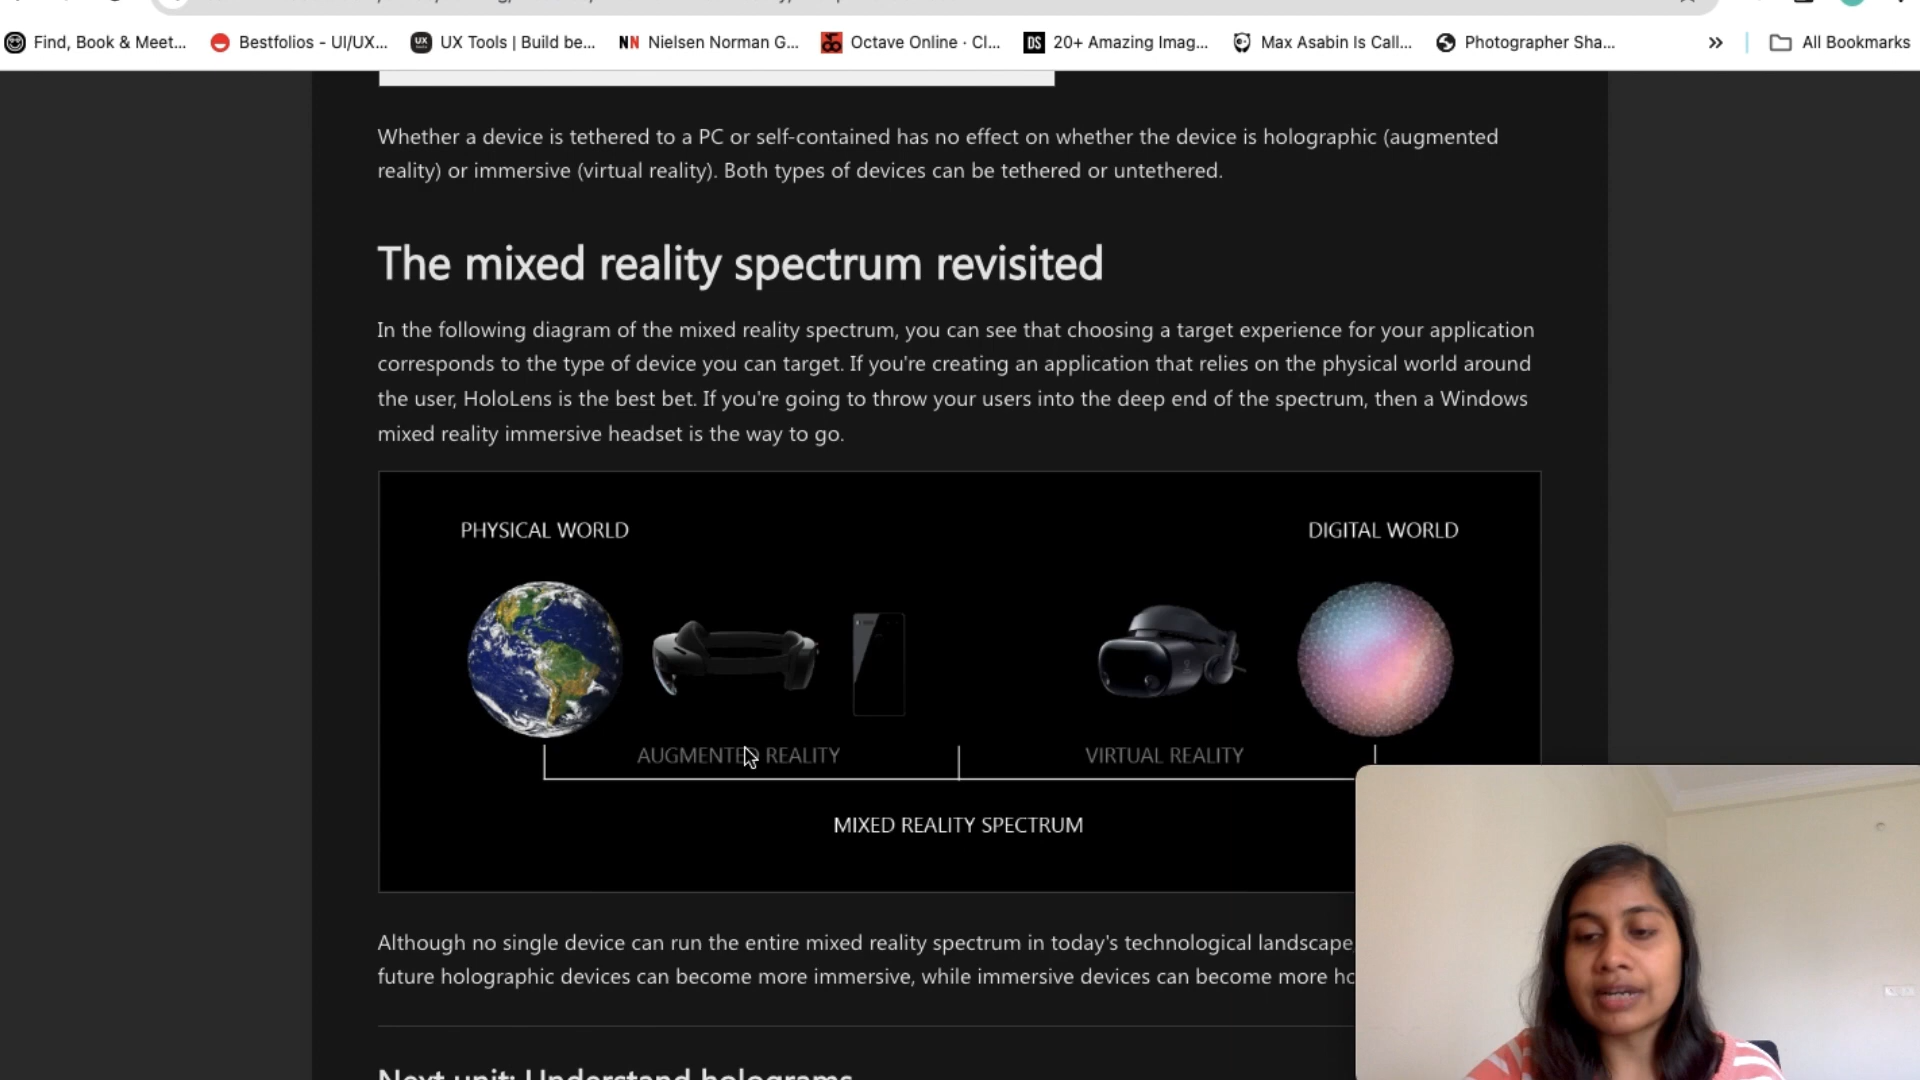 Find, Book & Meet... Bestfolios - UI/UX... UX Tools | Build be... NN Nielsen Norman G... Octave Online · Cl... DS 20+ Amazing Imag... Max Asabin Is Call... Photographer Sha... » All Bookmarks
Whether a device is tethered to a PC or self-contained has no effect on whether the device is holographic (augmented
reality) or immersive (virtual reality). Both types of devices can be tethered or untethered.
The mixed reality spectrum revisited
In the following diagram of the mixed reality spectrum, you can see that choosing a target experience for your application
corresponds to the type of device you can target. If you're creating an application that relies on the physical world around
the user, HoloLens is the best bet. If you're going to throw your users into the deep end of the spectrum, then a Windows
mixed reality immersive headset is the way to go.
PHYSICAL WORLD DIGITAL WORLD
AUGMENTED REALITY VIRTUAL REALITY
MIXED REALITY SPECTRUM
Although no single device can run the entire mixed reality spectrum in today's technological landscape,
future holographic devices can become more immersive, while immersive devices can become more ho
Next unit: Understand holograms